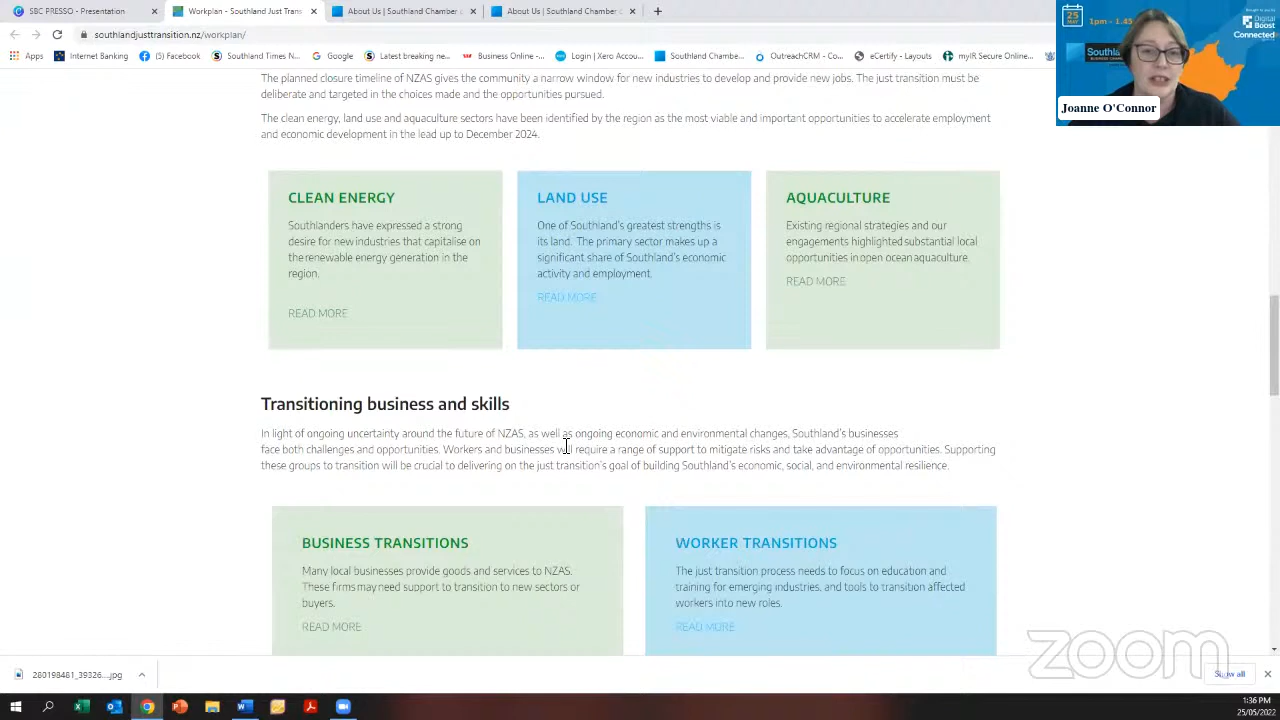 SBC PRESSO - Presentation
Workplan - Southland Just Trans
About Us | Southland Chamber o
About Us | Southland Chamber o
southlandjusttransition.nz/workplan/
Apps
Internet Banking
(5) Facebook
Southland Times N...
Google
Latest breaking ne...
Business Online -...
Login | Xero Accou...
Southland Chambe...
OutreachCRM - Co...
eCertify - Layouts
myIR Secure Online...
25
MAY
1pm - 1.45
Digital
Boost
Connected
Southla
Joanne O'Connor
The planned closure timeline of NZAS gives the community a narrow window for new industries to develop and provide new jobs. The just transition must be
deliberate and targeted in the choices made and the opportunities pursued.
The clean energy, land use and aquaculture sectors have been identified by the region as the most viable and important opportunities to accelerate employment
and economic development in the lead up to December 2024.
CLEAN ENERGY
Southlanders have expressed a strong
desire for new industries that capitalise on
the renewable energy generation in the
region.
READ MORE
LAND USE
One of Southland's greatest strengths is
its land. The primary sector makes up a
significant share of Southland's economic
activity and employment.
READ MORE
AQUACULTURE
Existing regional strategies and our
engagements highlighted substantial local
opportunities in open ocean aquaculture.
READ MORE
Transitioning business and skills
In light of ongoing uncertainty around the future of NZAS, as well as ongoing economic and environmental changes, Southland's businesses
face both challenges and opportunities. Workers and businesses will require a range of support to mitigate risks and take advantage of opportunities. Supporting
these groups to transition will be crucial to delivering on the just transition's goal of building Southland's economic, social, and environmental resilience.
BUSINESS TRANSITIONS
Many local businesses provide goods and services to NZAS.
These firms may need support to transition to new sectors or
buyers.
READ MORE
WORKER TRANSITIONS
The just transition process needs to focus on education and
training for emerging industries, and tools to transition affected
workers into new roles.
READ MORE
zoom
280198481_39326....jpg
Show all
1:36 PM
25/05/2022